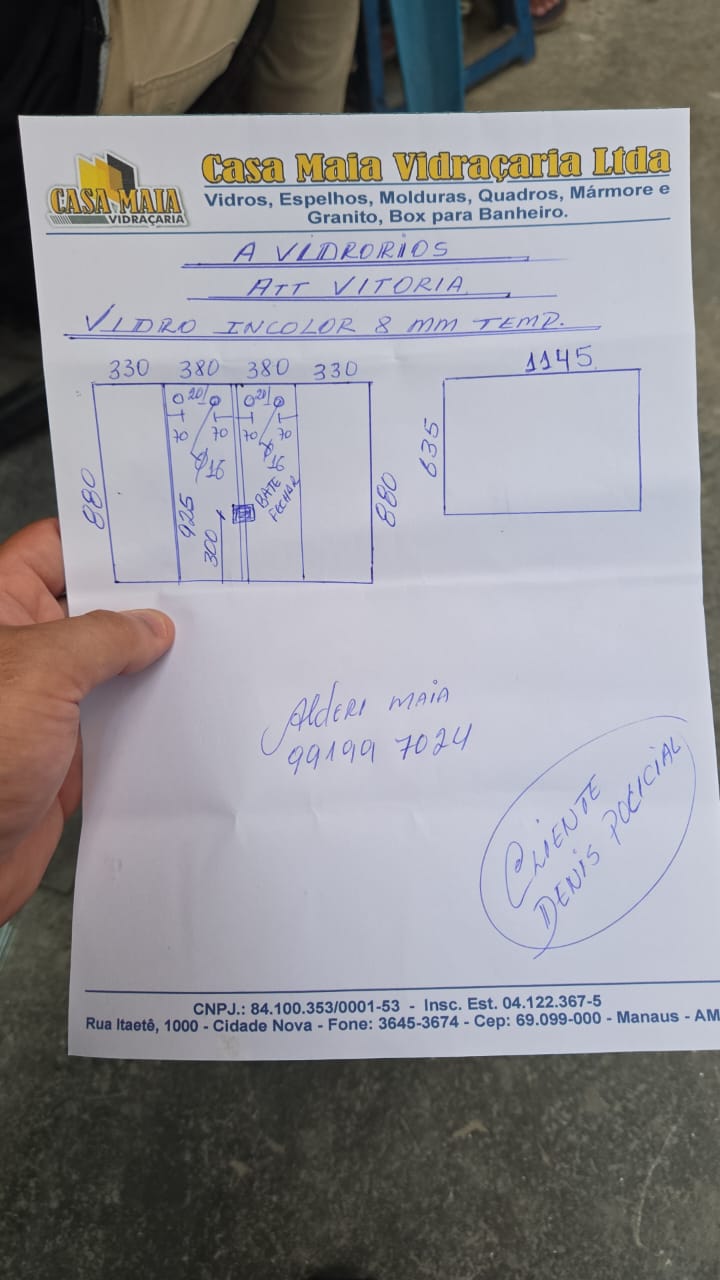 CASA MAIA
VIDRAÇARIA
Casa Maia Vidraçaria Ltda
Vidros, Espelhos, Molduras, Quadros, Mármore e
Granito, Box para Banheiro.
A VIDRORIOS
ATT VITORIA
VIDRO INCOLOR 8 MM TEMP.
330 380 380 330
20 20
70 70 70 70
Ø16 Ø16
880 925 300 BATE FECHAR 880
1145
635
AlDERI MAIA
99199 7024
CLIENTE
DENIS POLICIAL
CNPJ.: 84.100.353/0001-53 - Insc. Est. 04.122.367-5
Rua Itaetê, 1000 - Cidade Nova - Fone: 3645-3674 - Cep: 69.099-000 - Manaus - AM